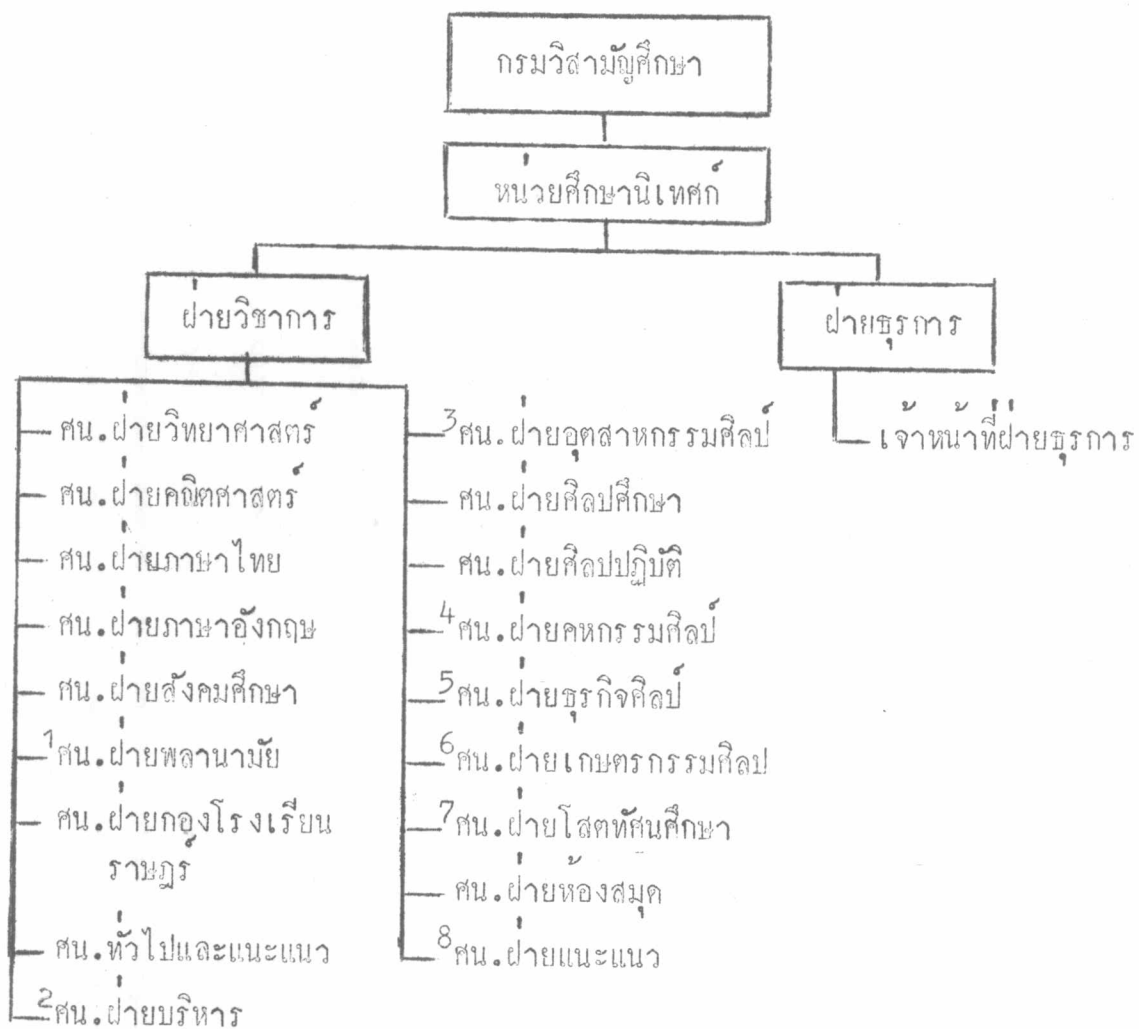 กรมวิสามัญศึกษา
หน่วยศึกษานิเทศก์
ฝ่ายวิชาการ
ฝ่ายธุรการ
ศน.ฝ่ายวิทยาศาสตร์
ศน.ฝ่ายคณิตศาสตร์
ศน.ฝ่ายภาษาไทย
ศน.ฝ่ายภาษาอังกฤษ
ศน.ฝ่ายสังคมศึกษา
1ศน.ฝ่ายพลานามัย
ศน.ฝ่ายกองโรงเรียน
ราษฎร์
ศน.ทั่วไปและแนะแนว
2ศน.ฝ่ายบริหาร
3ศน.ฝ่ายอุตสาหกรรมศิลป์
ศน.ฝ่ายศิลปศึกษา
ศน.ฝ่ายศิลปปฏิบัติ
4ศน.ฝ่ายคหกรรมศิลป์
5ศน.ฝ่ายธุรกิจศิลป์
6ศน.ฝ่ายเกษตรกรรมศิลป
7ศน.ฝ่ายโสตทัศนศึกษา
ศน.ฝ่ายห้องสมุด
8ศน.ฝ่ายแนะแนว
เจ้าหน้าที่ฝ่ายธุรการ